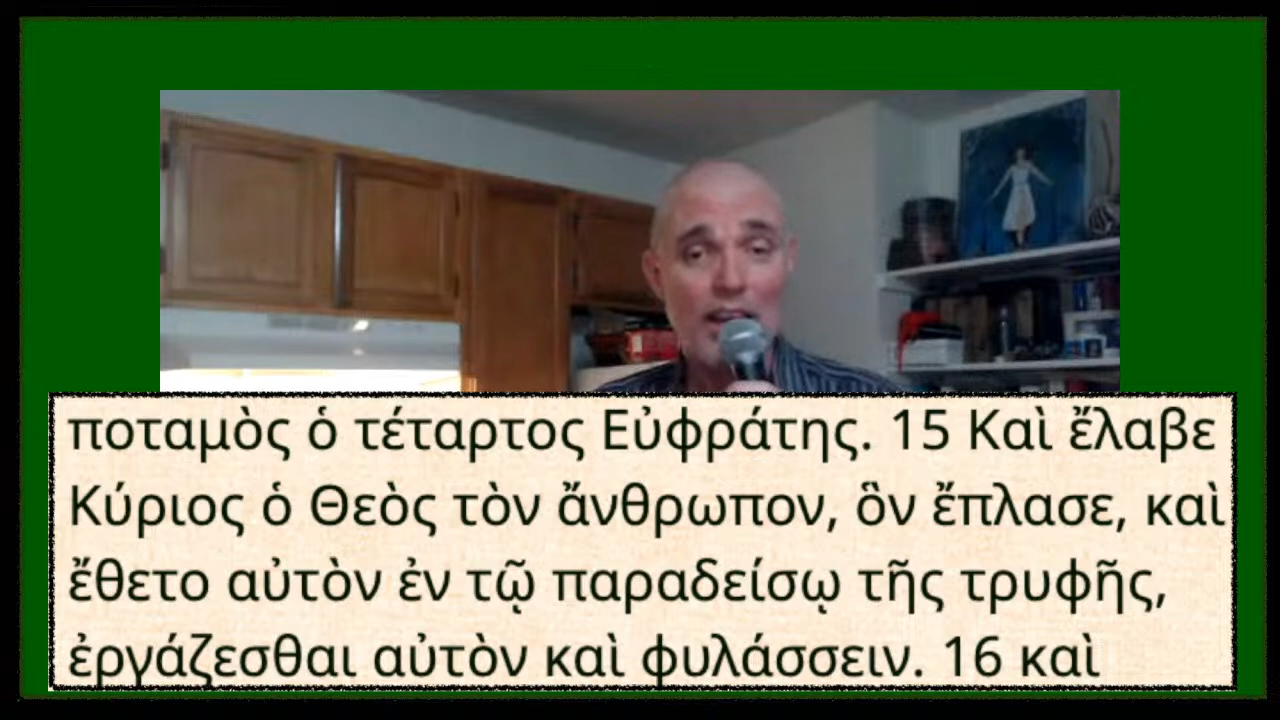 ποταμὸς ὁ τέταρτος Εὐφράτης. 15 Καὶ ἔλαβε
Κύριος ὁ Θεὸς τὸν ἄνθρωπον, ὃν ἔπλασε, καὶ
ἔθετο αὐτὸν ἐν τῷ παραδείσῳ τῆς τρυφῆς,
ἐργάζεσθαι αὐτὸν καὶ φυλάσσειν. 16 καὶ